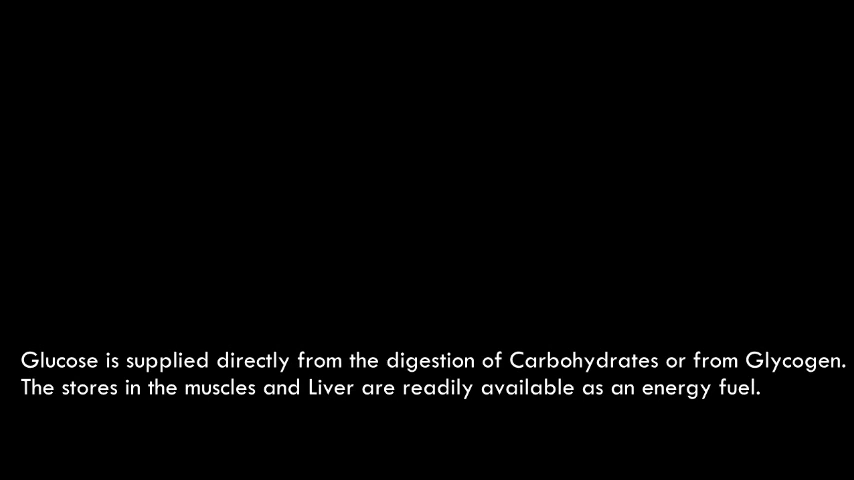 Glucose is supplied directly from the digestion of Carbohydrates or from Glycogen.
The stores in the muscles and Liver are readily available as an energy fuel.